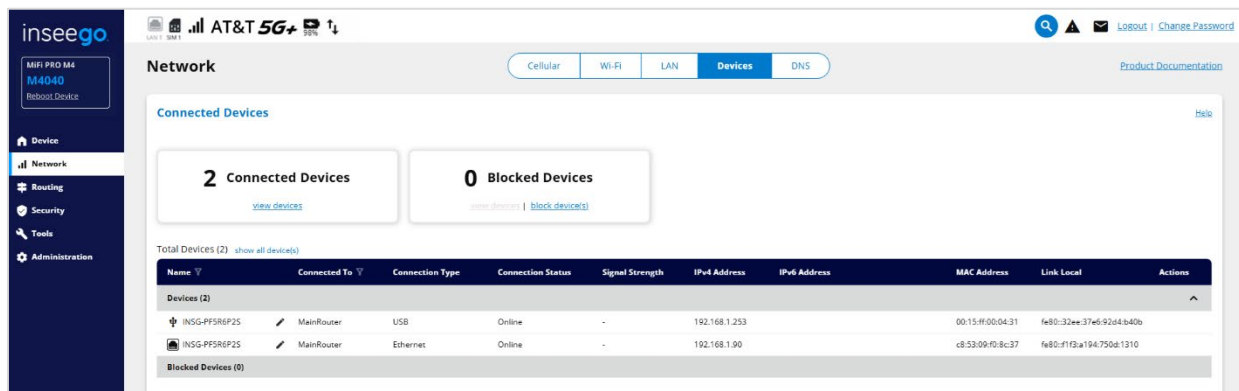 inseego
LAN 1 SIM 1 AT&T 5G+ 98%
Logout | Change Password
MiFi PRO M4
M4040
Reboot Device
Network
Cellular Wi-Fi LAN Devices DNS
Product Documentation
Connected Devices
Help
Device
Network
Routing
Security
Tools
Administration
2 Connected Devices
view devices
0 Blocked Devices
view devices | block device(s)
Total Devices (2) show all device(s)
Name Connected To Connection Type Connection Status Signal Strength IPv4 Address IPv6 Address MAC Address Link Local Actions
Devices (2)
INSG-PF5R6P2S MainRouter USB Online - 192.168.1.253 00:15:ff:00:04:31 fe80::32ee:37e6:92d4:b40b
INSG-PF5R6P2S MainRouter Ethernet Online - 192.168.1.90 c8:53:09:f0:8c:37 fe80::f1f3:a194:750d:1310
Blocked Devices (0)